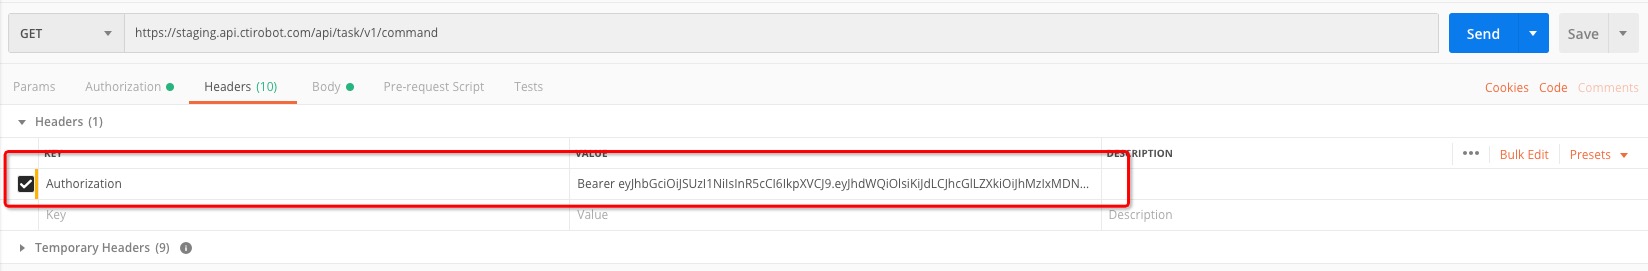 GET https://staging.api.ctirobot.com/api/task/v1/command Send Save
Params Authorization Headers (10) Body Pre-request Script Tests Cookies Code Comments
Headers (1)
KEY VALUE DESCRIPTION ••• Bulk Edit Presets
Authorization Bearer eyJhbGciOiJSUzI1NiIsInR5cCI6IkpXVCJ9.eyJhdWQiOlsiKiJdLCJhcGlLZXkiOiJhMzIxMDN...
Key Value Description
Temporary Headers (9)